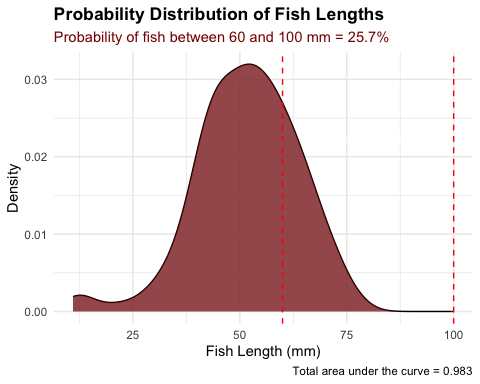 Probability Distribution of Fish Lengths
Probability of fish between 60 and 100 mm = 25.7%
Density
0.03
0.02
0.01
0.00
25
50
75
100
Fish Length (mm)
Total area under the curve = 0.983